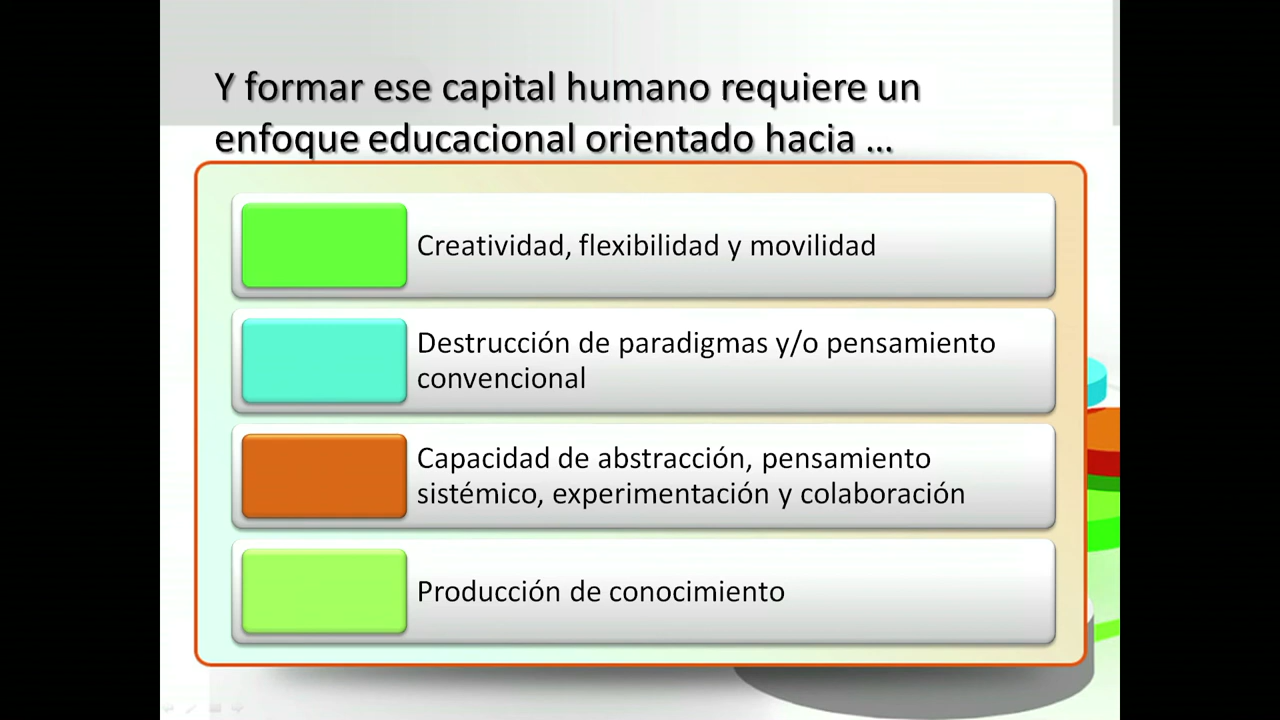 Y formar ese capital humano requiere un
enfoque educacional orientado hacia ...
Creatividad, flexibilidad y movilidad
Destrucción de paradigmas y/o pensamiento
convencional
Capacidad de abstracción, pensamiento
sistémico, experimentación y colaboración
Producción de conocimiento